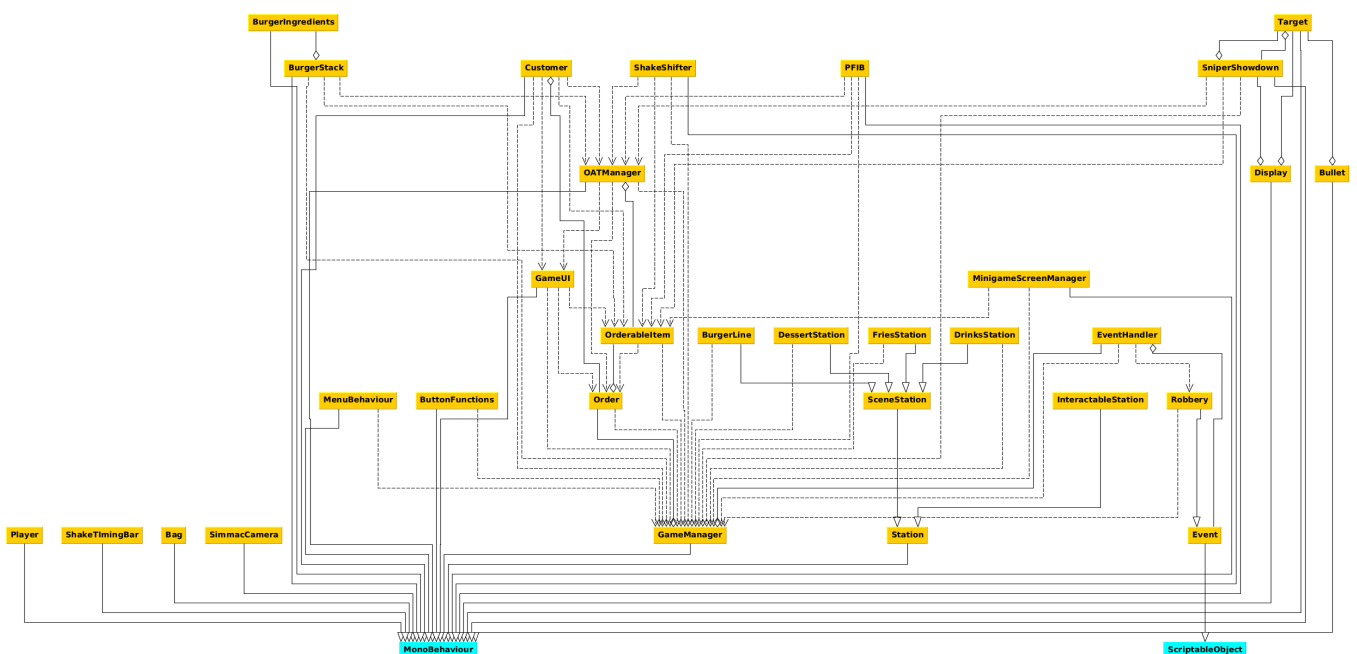 BurgerIngredients
Target
BurgerStack
Customer
ShakeShifter
PFIB
SniperShowdown
OATManager
Display
Bullet
GameUI
MinigameScreenManager
OrderableItem
BurgerLine
DessertStation
FriesStation
DrinksStation
EventHandler
MenuBehaviour
ButtonFunctions
Order
SceneStation
InteractableStation
Robbery
Player
ShakeTImingBar
Bag
SimmacCamera
GameManager
Station
Event
MonoBehaviour
ScriptableObject